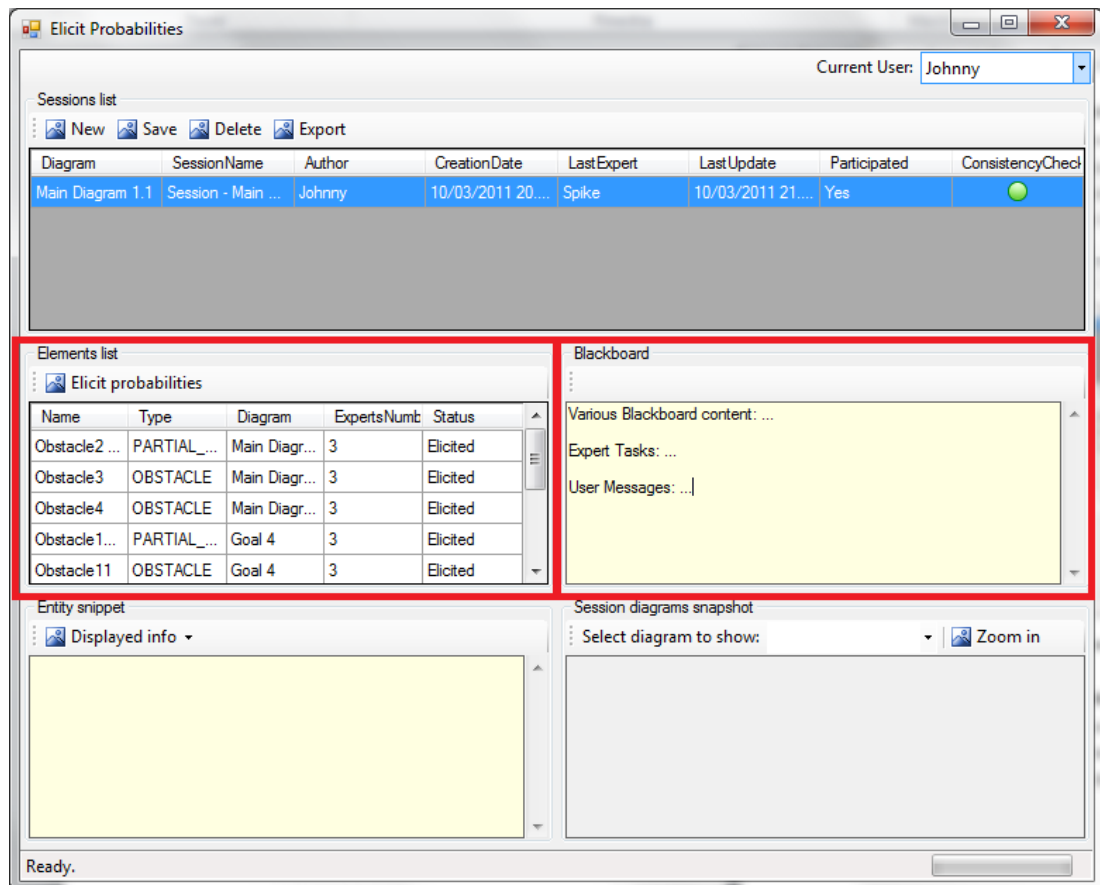 Elicit Probabilities
Current User: Johnny
Sessions list
New Save Delete Export
Diagram SessionName Author CreationDate LastExpert LastUpdate Participated ConsistencyCheck
Main Diagram 1.1 Session - Main ... Johnny 10/03/2011 20.... Spike 10/03/2011 21.... Yes
Elements list
Elicit probabilities
Name Type Diagram ExpertsNumb Status
Obstacle2 ... PARTIAL_... Main Diagr... 3 Elicited
Obstacle3 OBSTACLE Main Diagr... 3 Elicited
Obstacle4 OBSTACLE Main Diagr... 3 Elicited
Obstacle1... PARTIAL_... Goal 4 3 Elicited
Obstacle11 OBSTACLE Goal 4 3 Elicited
Blackboard
Various Blackboard content: ...
Expert Tasks: ...
User Messages: ...
Entity snippet
Displayed info
Session diagrams snapshot
Select diagram to show: Zoom in
Ready.